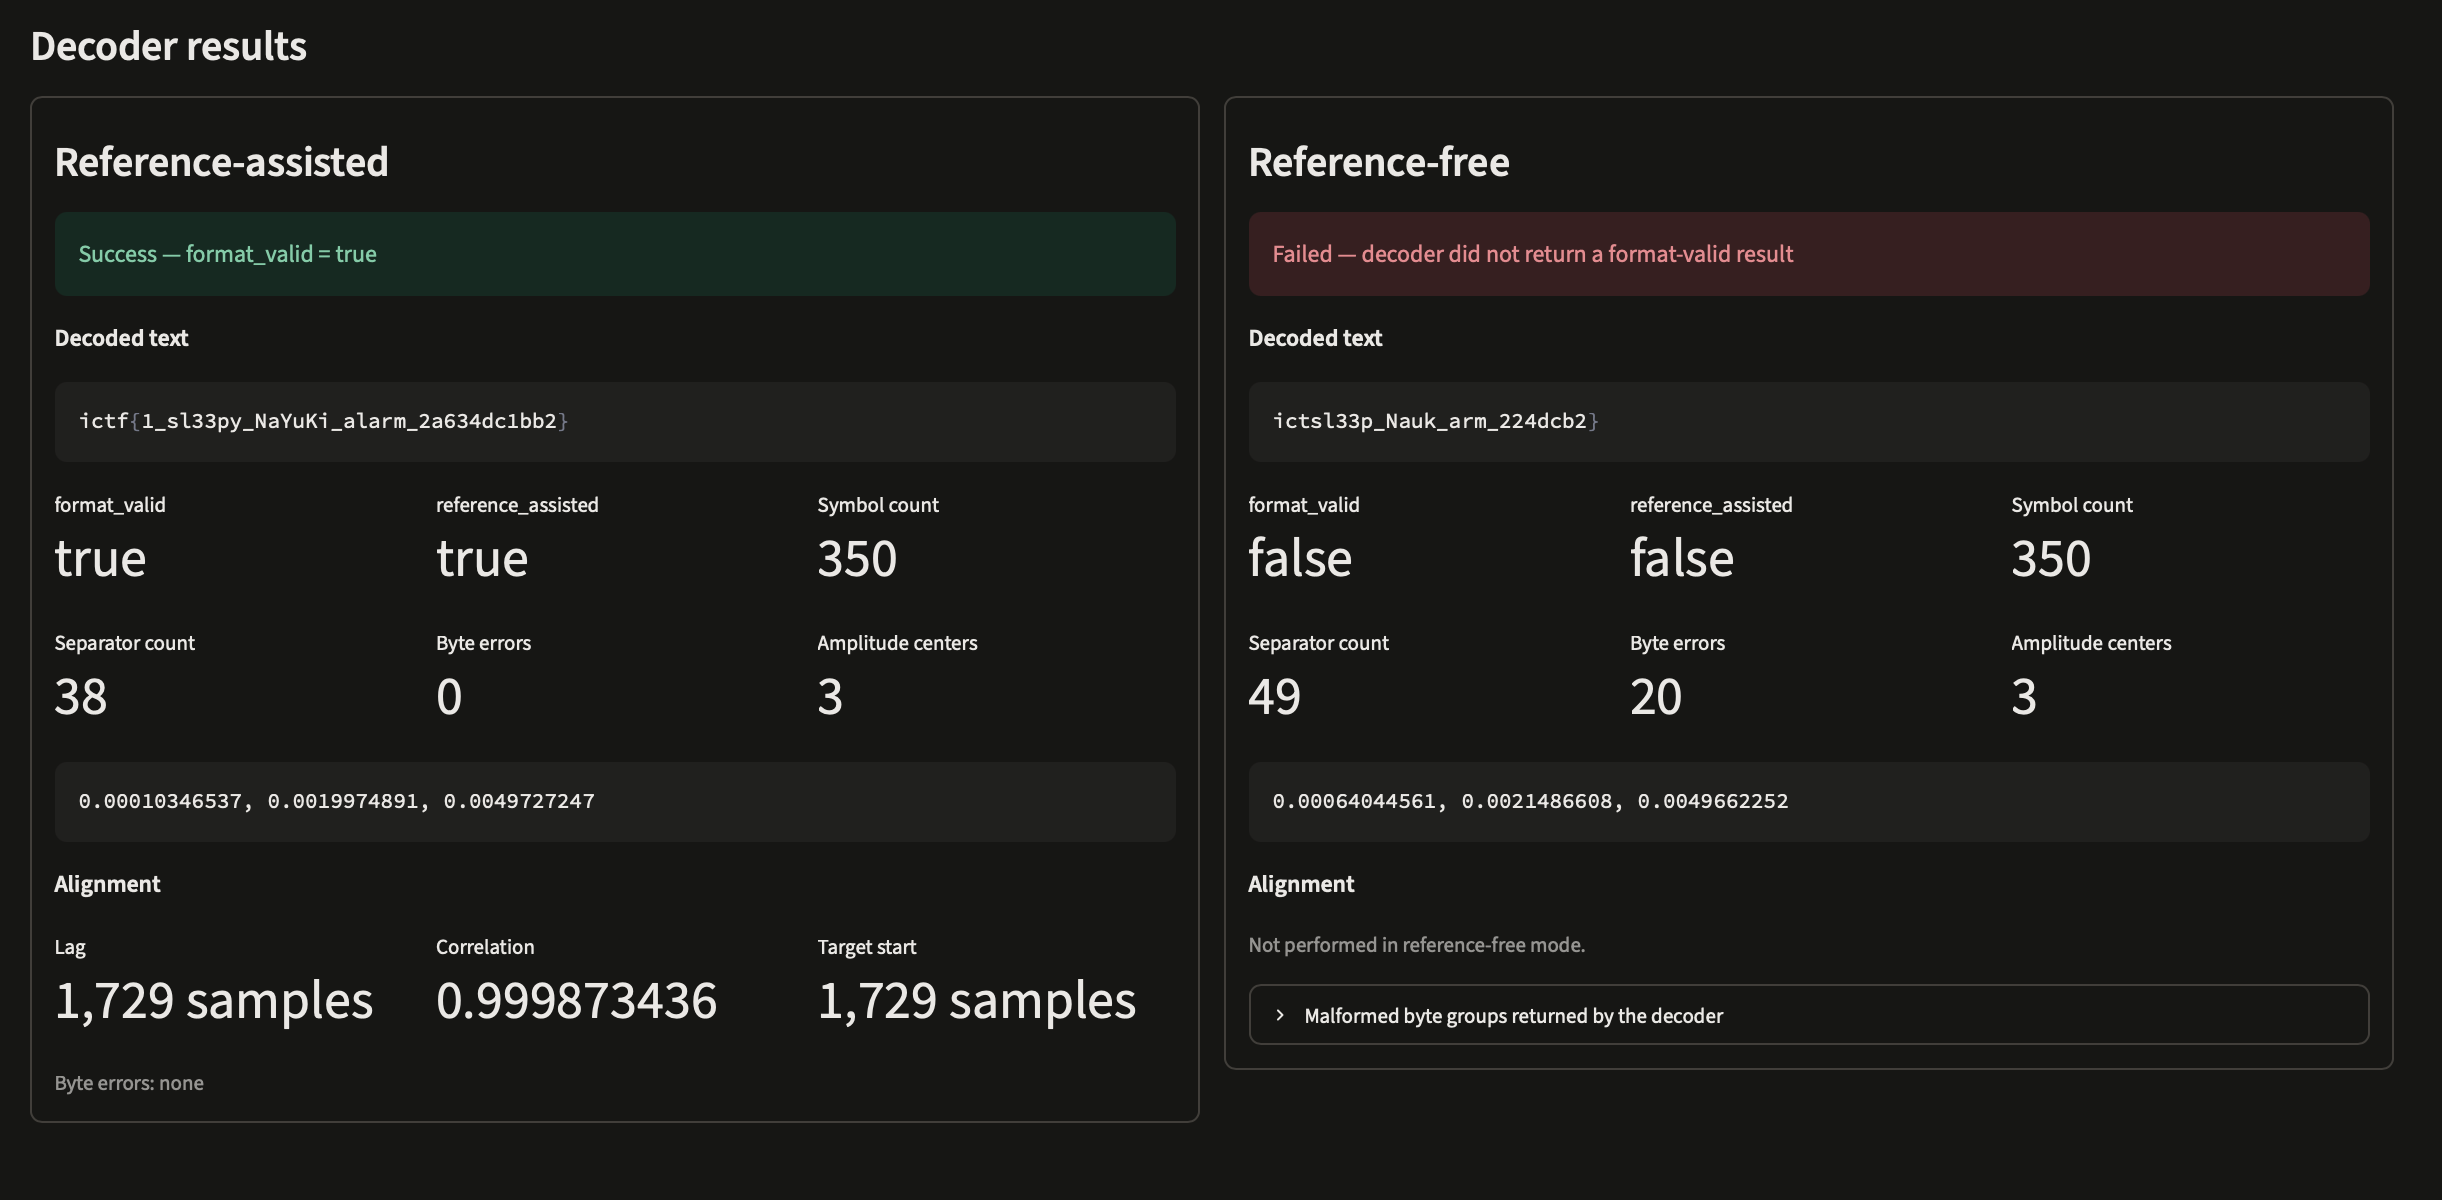 Decoder results
Reference-assisted
Success — format_valid = true
Decoded text
ictf{1_sl33py_NaYuKi_alarm_2a634dc1bb2}
format_valid reference_assisted Symbol count
true true 350
Separator count Byte errors Amplitude centers
38 0 3
0.00010346537, 0.0019974891, 0.0049727247
Alignment
Lag Correlation Target start
1,729 samples 0.999873436 1,729 samples
Byte errors: none
Reference-free
Failed — decoder did not return a format-valid result
Decoded text
ictsl33p_Nauk_arm_224dcb2}
format_valid reference_assisted Symbol count
false false 350
Separator count Byte errors Amplitude centers
49 20 3
0.00064044561, 0.0021486608, 0.0049662252
Alignment
Not performed in reference-free mode.
Malformed byte groups returned by the decoder